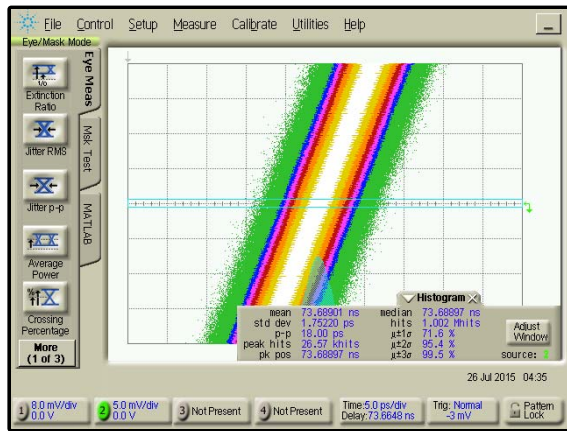 File Control Setup Measure Calibrate Utilities Help
Eye/Mask Mode
Extinction
Ratio
Jitter RMS
Jitter p-p
Average
Power
Crossing
Percentage
More
(1 of 3)
Eye Meas
Msk Test
MATLAB
Histogram
mean 73.68901 ns median 73.68897 ns
std dev 1.75220 ps hits 1.002 Mhits
p-p 18.00 ps μ±1σ 71.6 %
peak hits 26.57 khits μ±2σ 95.4 %
pk pos 73.68897 ns μ±3σ 99.5 %
Adjust
Window
source: 2
26 Jul 2015 04:35
1 8.0 mV/div
0.0 V
2 5.0 mV/div
0.0 V
3 Not Present
4 Not Present
Time:5.0 ps/div
Delay:73.6648 ns
Trig: Normal
-3 mV
Pattern
Lock